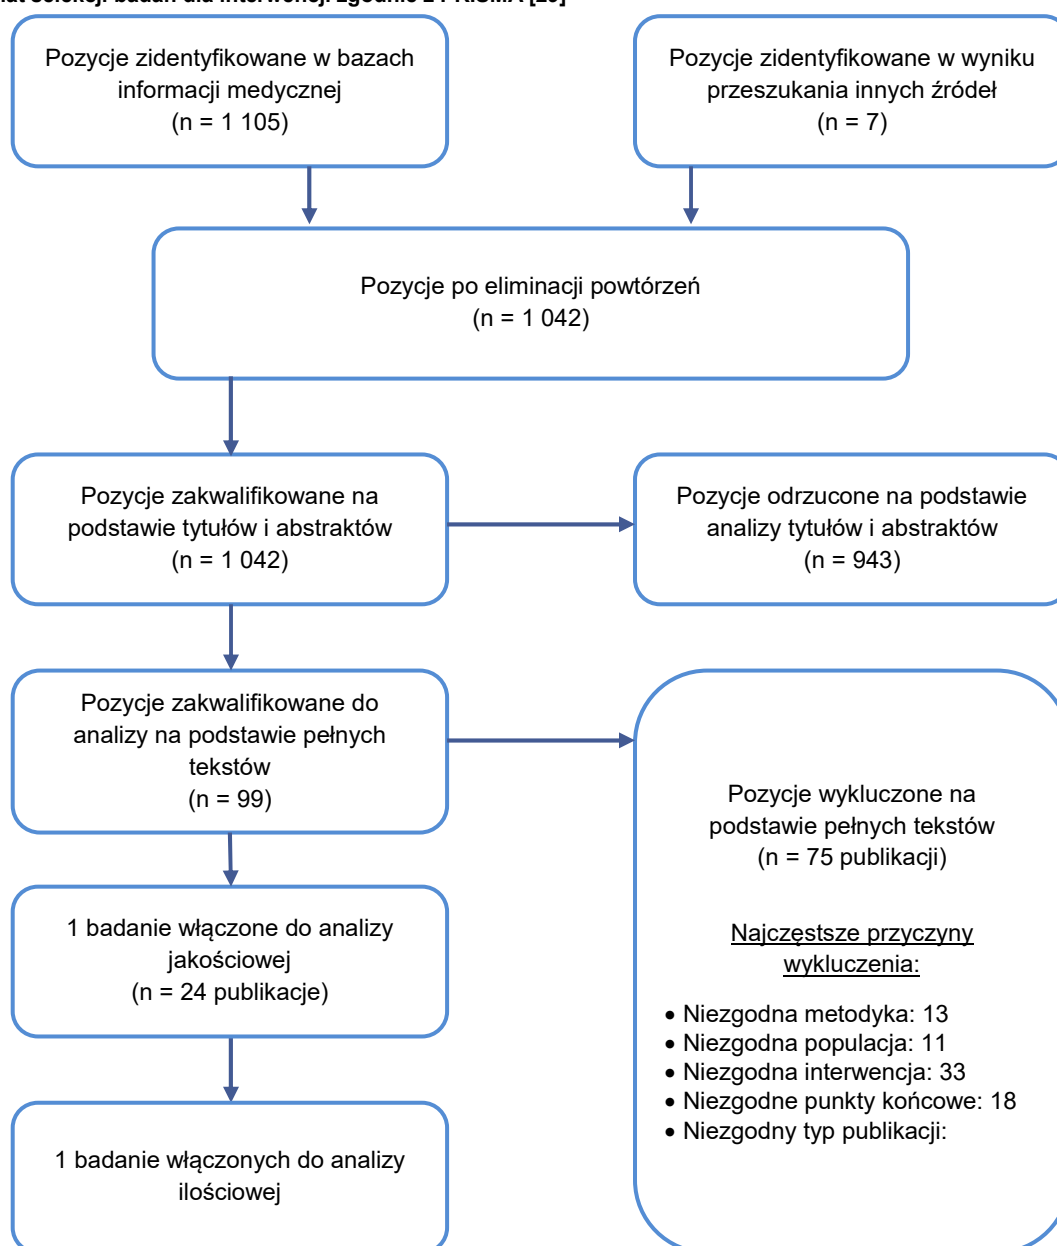 Pozycje zidentyfikowane w bazach
informacji medycznej
(n = 1 105)
Pozycje zidentyfikowane w wyniku
przeszukania innych źródeł
(n = 7)
Pozycje po eliminacji powtórzeń
(n = 1 042)
Pozycje zakwalifikowane na
podstawie tytułów i abstraktów
(n = 1 042)
Pozycje odrzucone na podstawie
analizy tytułów i abstraktów
(n = 943)
Pozycje zakwalifikowane do
analizy na podstawie pełnych
tekstów
(n = 99)
Pozycje wykluczone na
podstawie pełnych tekstów
(n = 75 publikacji)
Najczęstsze przyczyny
wykluczenia:
• Niezgodna metodyka: 13
• Niezgodna populacja: 11
• Niezgodna interwencja: 33
• Niezgodne punkty końcowe: 18
• Niezgodny typ publikacji:
1 badanie włączone do analizy
jakościowej
(n = 24 publikacje)
1 badanie włączonych do analizy
ilościowej